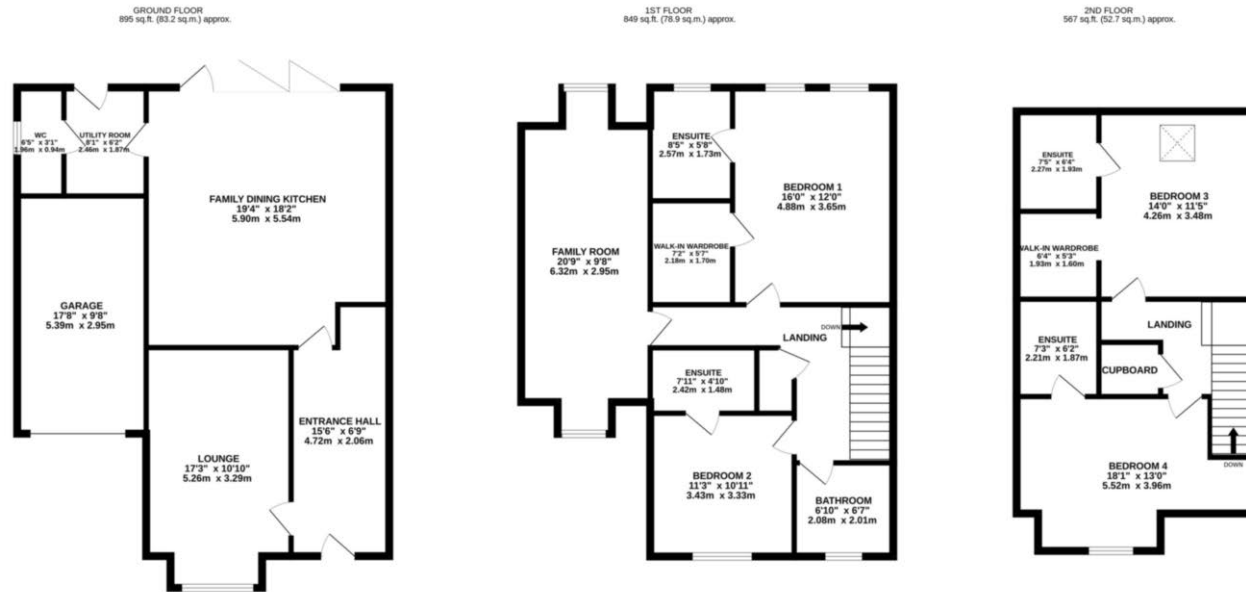 GROUND FLOOR
895 sq.ft. (83.2 sq.m.) approx.
WC
6'5" x 3'1"
1.96m x 0.94m
UTILITY ROOM
8'1" x 6'2"
2.46m x 1.87m
FAMILY DINING KITCHEN
19'4" x 18'2"
5.90m x 5.54m
GARAGE
17'8" x 9'8"
5.39m x 2.95m
LOUNGE
17'3" x 10'10"
5.26m x 3.29m
ENTRANCE HALL
15'6" x 6'9"
4.72m x 2.06m
1ST FLOOR
849 sq.ft. (78.9 sq.m.) approx.
ENSUITE
8'5" x 5'8"
2.57m x 1.73m
BEDROOM 1
16'0" x 12'0"
4.88m x 3.65m
FAMILY ROOM
20'9" x 9'8"
6.32m x 2.95m
WALK-IN WARDROBE
7'2" x 5'7"
2.18m x 1.70m
DOWN
LANDING
ENSUITE
7'11" x 4'10"
2.42m x 1.48m
BEDROOM 2
11'3" x 10'11"
3.43m x 3.33m
BATHROOM
6'10" x 6'7"
2.08m x 2.01m
2ND FLOOR
567 sq.ft. (52.7 sq.m.) approx.
ENSUITE
7'5" x 6'4"
2.27m x 1.93m
BEDROOM 3
14'0" x 11'5"
4.26m x 3.48m
WALK-IN WARDROBE
6'4" x 5'3"
1.93m x 1.60m
LANDING
ENSUITE
7'3" x 6'2"
2.21m x 1.87m
CUPBOARD
BEDROOM 4
18'1" x 13'0"
5.52m x 3.96m
DOWN